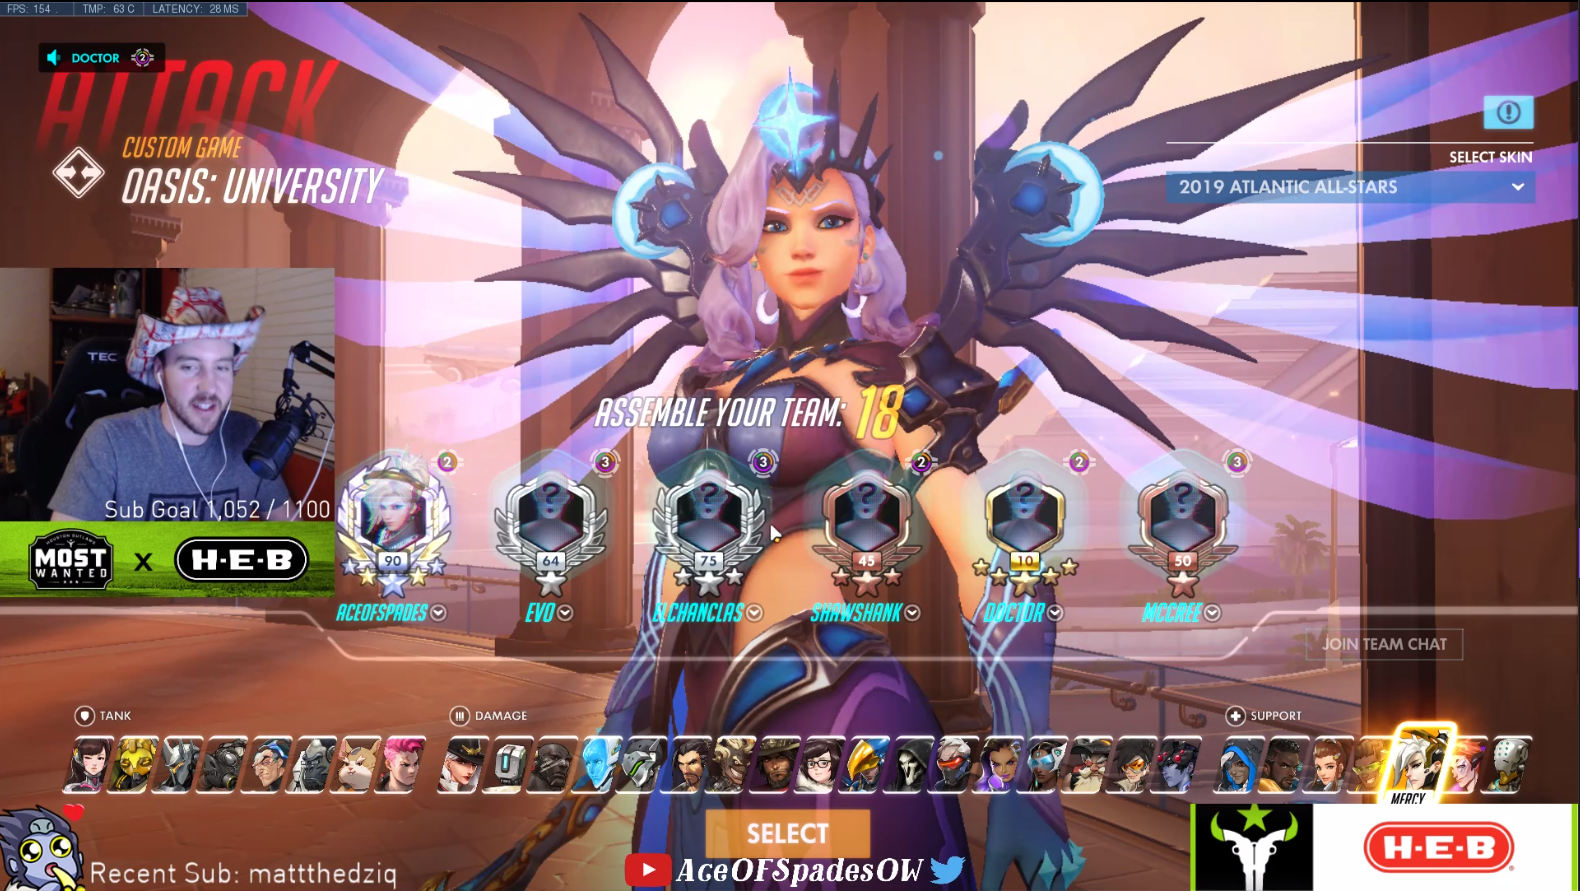 FPS: 154 TMP: 63 C LATENCY: 28 MS
DOCTOR 2
ATTACK
CUSTOM GAME
OASIS: UNIVERSITY
SELECT SKIN
2019 ATLANTIC ALL-STARS
TEC
ASSEMBLE YOUR TEAM: 18
2 3 3 2 2 3
Sub Goal 1,052 / 1100
? ? ? ? ?
MOST WANTED X H-E-B
90 64 75 45 10 50
ACEOFSPADES EVO ELCHANCLAS SHAWSHANK DOCTOR MCCREE
JOIN TEAM CHAT
TANK DAMAGE SUPPORT
MERCY
SELECT
AceOFSpadesOW
Recent Sub: mattthedziq
H-E-B